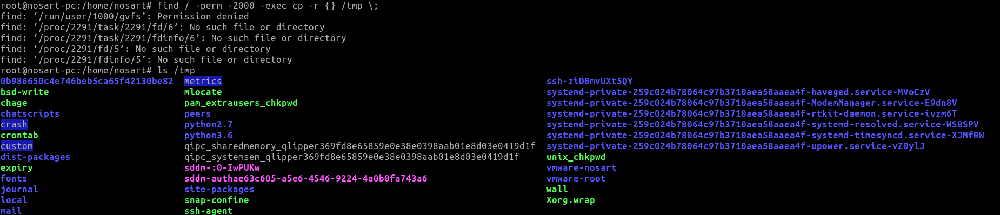 root@nosart-pc:/home/nosart# find / -perm -2000 -exec cp -r {} /tmp \;
find: ‘/run/user/1000/gvfs’: Permission denied
find: ‘/proc/2291/task/2291/fd/6’: No such file or directory
find: ‘/proc/2291/task/2291/fdinfo/6’: No such file or directory
find: ‘/proc/2291/fd/5’: No such file or directory
find: ‘/proc/2291/fdinfo/5’: No such file or directory
root@nosart-pc:/home/nosart# ls /tmp
0b986650c4e746beb5ca65f42130be82 metrics ssh-ziD0mvUXt5QY
bsd-write mlocate systemd-private-259c024b78064c97b3710aea58aaea4f-haveged.service-MVoCzV
chage pam_extrausers_chkpwd systemd-private-259c024b78064c97b3710aea58aaea4f-ModemManager.service-E9dn8V
chatscripts peers systemd-private-259c024b78064c97b3710aea58aaea4f-rtkit-daemon.service-ivzm6T
crash python2.7 systemd-private-259c024b78064c97b3710aea58aaea4f-systemd-resolved.service-WS8SPV
crontab python3.6 systemd-private-259c024b78064c97b3710aea58aaea4f-systemd-timesyncd.service-XJMfRW
custom qipc_sharedmemory_qlipper369fd8e65859e0e38e0398aab01e8d03e0419d1f systemd-private-259c024b78064c97b3710aea58aaea4f-upower.service-vZ0ylJ
dist-packages qipc_systemsem_qlipper369fd8e65859e0e38e0398aab01e8d03e0419d1f unix_chkpwd
expiry sddm-:0-IwPUKw vmware-nosart
fonts sddm-authae63c605-a5e6-4546-9224-4a0b0fa743a6 vmware-root
journal site-packages wall
local snap-confine Xorg.wrap
mail ssh-agent